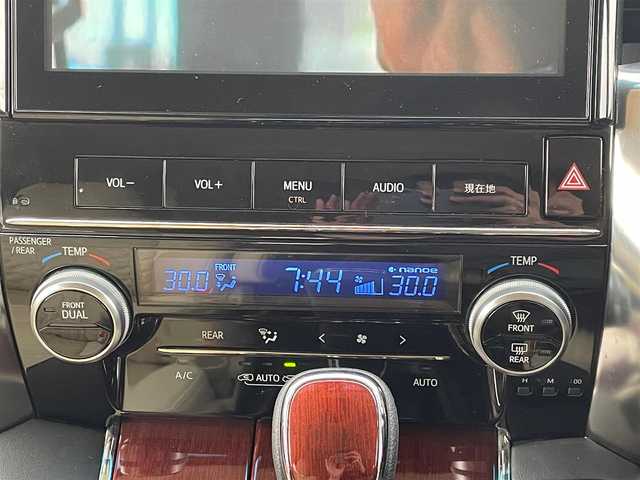 VOL− VOL+ MENU CTRL AUDIO 現在地
PASSENGER / REAR TEMP
TEMP
FRONT DUAL
30.0 FRONT 7:44 nanoe 30.0
FRONT
REAR
REAR < >
A/C AUTO AUTO
H M :00